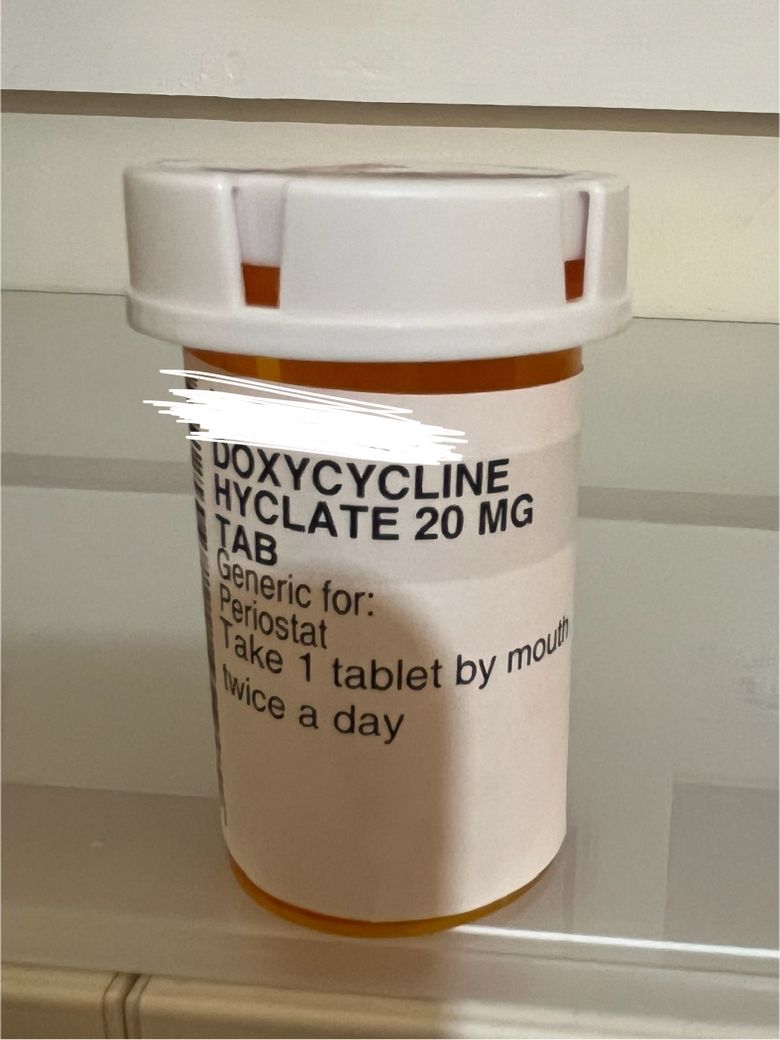 DOXYCYCLINE
HYCLATE 20 MG
TAB
Generic for:
Periostat
Take 1 tablet by mouth
twice a day